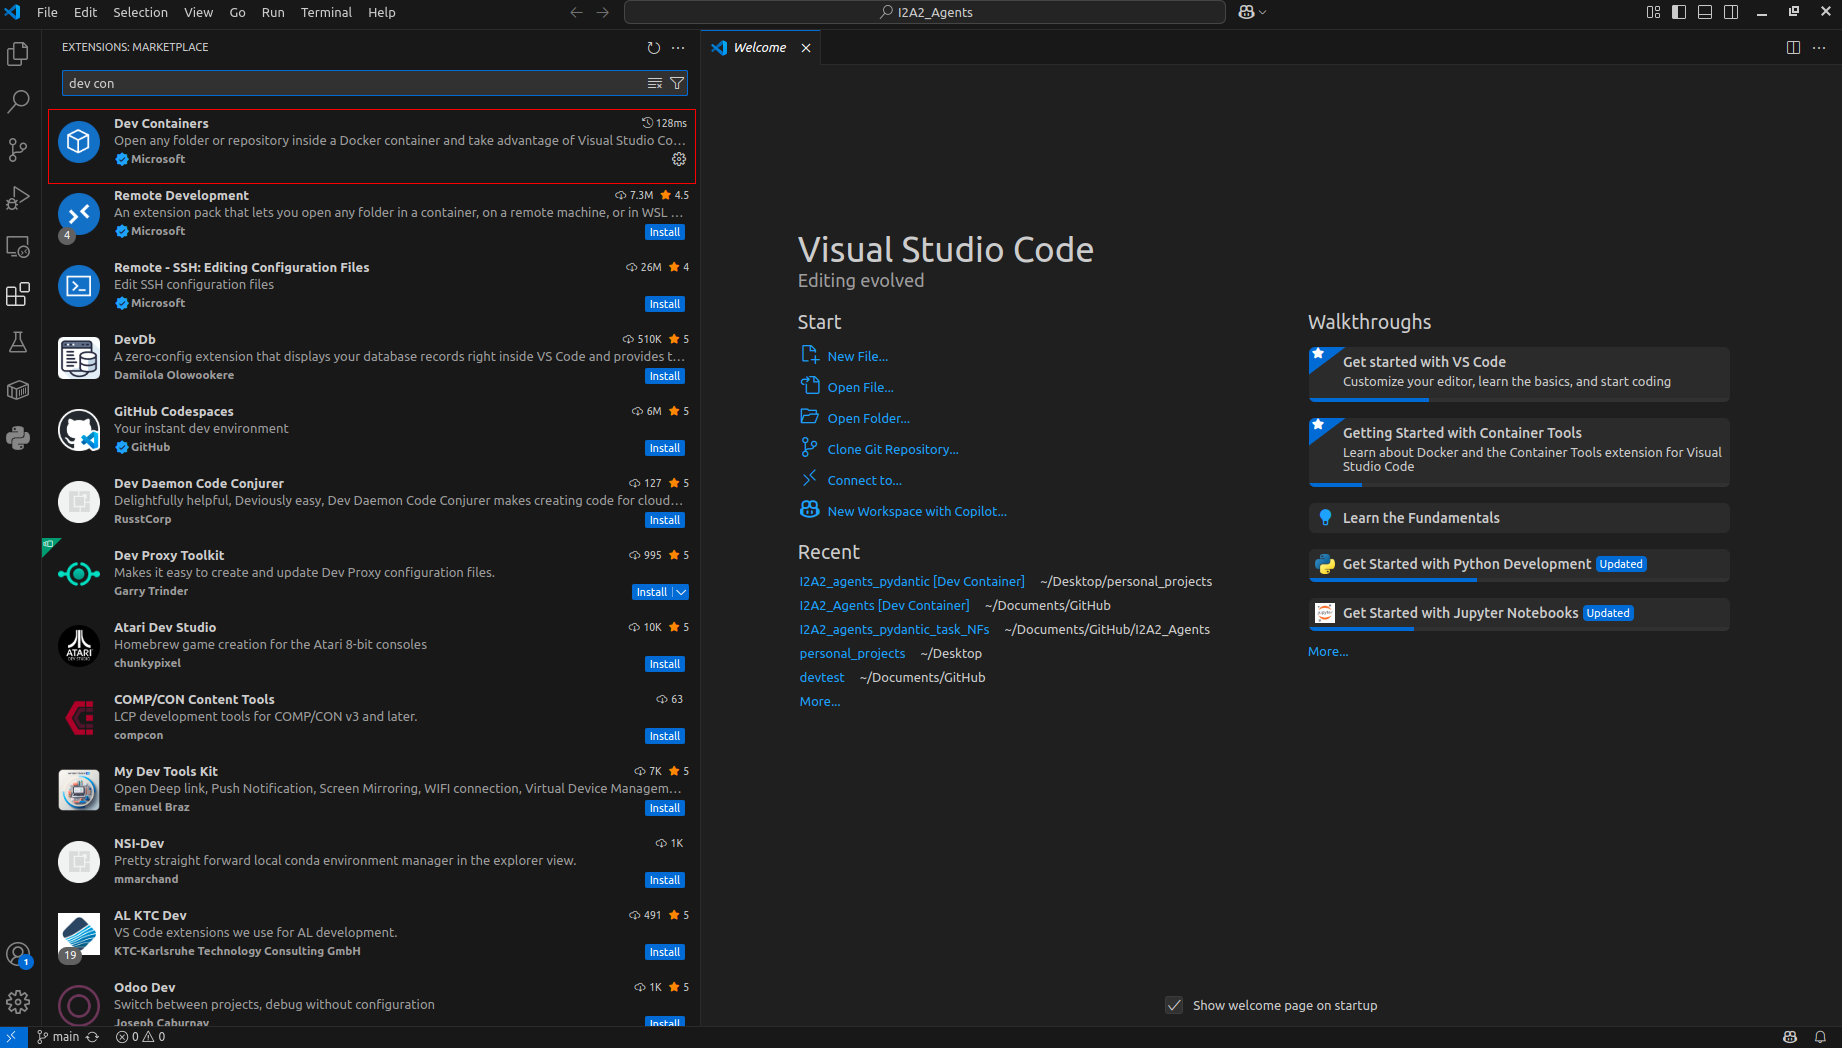 File Edit Selection View Go Run Terminal Help
I2A2_Agents
EXTENSIONS: MARKETPLACE
dev con
Dev Containers 128ms
Open any folder or repository inside a Docker container and take advantage of Visual Studio Co...
Microsoft
Remote Development 7.3M 4.5
An extension pack that lets you open any folder in a container, on a remote machine, or in WSL ...
4
Microsoft Install
Remote - SSH: Editing Configuration Files 26M 4
Edit SSH configuration files
Microsoft Install
DevDb 510K 5
A zero-config extension that displays your database records right inside VS Code and provides t...
Damilola Olowookere Install
GitHub Codespaces 6M 5
Your instant dev environment
GitHub Install
Dev Daemon Code Conjurer 127 5
Delightfully helpful, Deviously easy, Dev Daemon Code Conjurer makes creating code for cloud...
RusstCorp Install
Dev Proxy Toolkit 995 5
Makes it easy to create and update Dev Proxy configuration files.
Garry Trinder Install
Atari Dev Studio 10K 5
Homebrew game creation for the Atari 8-bit consoles
ATARI
DEV STUDIO
chunkypixel Install
COMP/CON Content Tools 63
LCP development tools for COMP/CON v3 and later.
compcon Install
My Dev Tools Kit 7K 5
Open Deep link, Push Notification, Screen Mirroring, WIFI connection, Virtual Device Managem...
Emanuel Braz Install
NSI-Dev 1K
Pretty straight forward local conda environment manager in the explorer view.
mmarchand Install
AL KTC Dev 491 5
VS Code extensions we use for AL development.
19
KTC-Karlsruhe Technology Consulting GmbH Install
Odoo Dev 1K 5
Switch between projects, debug without configuration
Joseph Caburnay Install
1
main 0 0
Welcome
Visual Studio Code
Editing evolved
Start
New File...
Open File...
Open Folder...
Clone Git Repository...
Connect to...
New Workspace with Copilot...
Recent
I2A2_agents_pydantic [Dev Container] ~/Desktop/personal_projects
I2A2_Agents [Dev Container] ~/Documents/GitHub
I2A2_agents_pydantic_task_NFs ~/Documents/GitHub/I2A2_Agents
personal_projects ~/Desktop
devtest ~/Documents/GitHub
More...
Walkthroughs
Get started with VS Code
Customize your editor, learn the basics, and start coding
Getting Started with Container Tools
Learn about Docker and the Container Tools extension for Visual
Studio Code
Learn the Fundamentals
Get Started with Python Development Updated
Get Started with Jupyter Notebooks Updated
More...
Show welcome page on startup